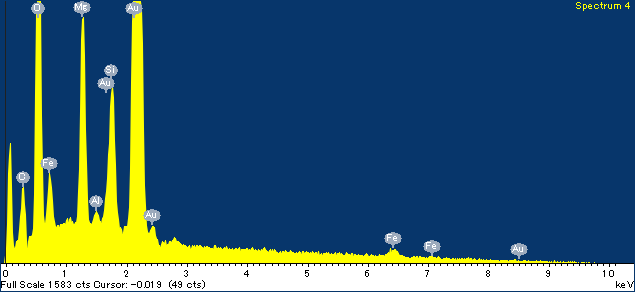 Spectrum 4
O Mg Au
Si
Au
Fe
C
Al
Au
Fe Fe Au
0 1 2 3 4 5 6 7 8 9 10
Full Scale 1583 cts Cursor: -0.019 (49 cts) keV